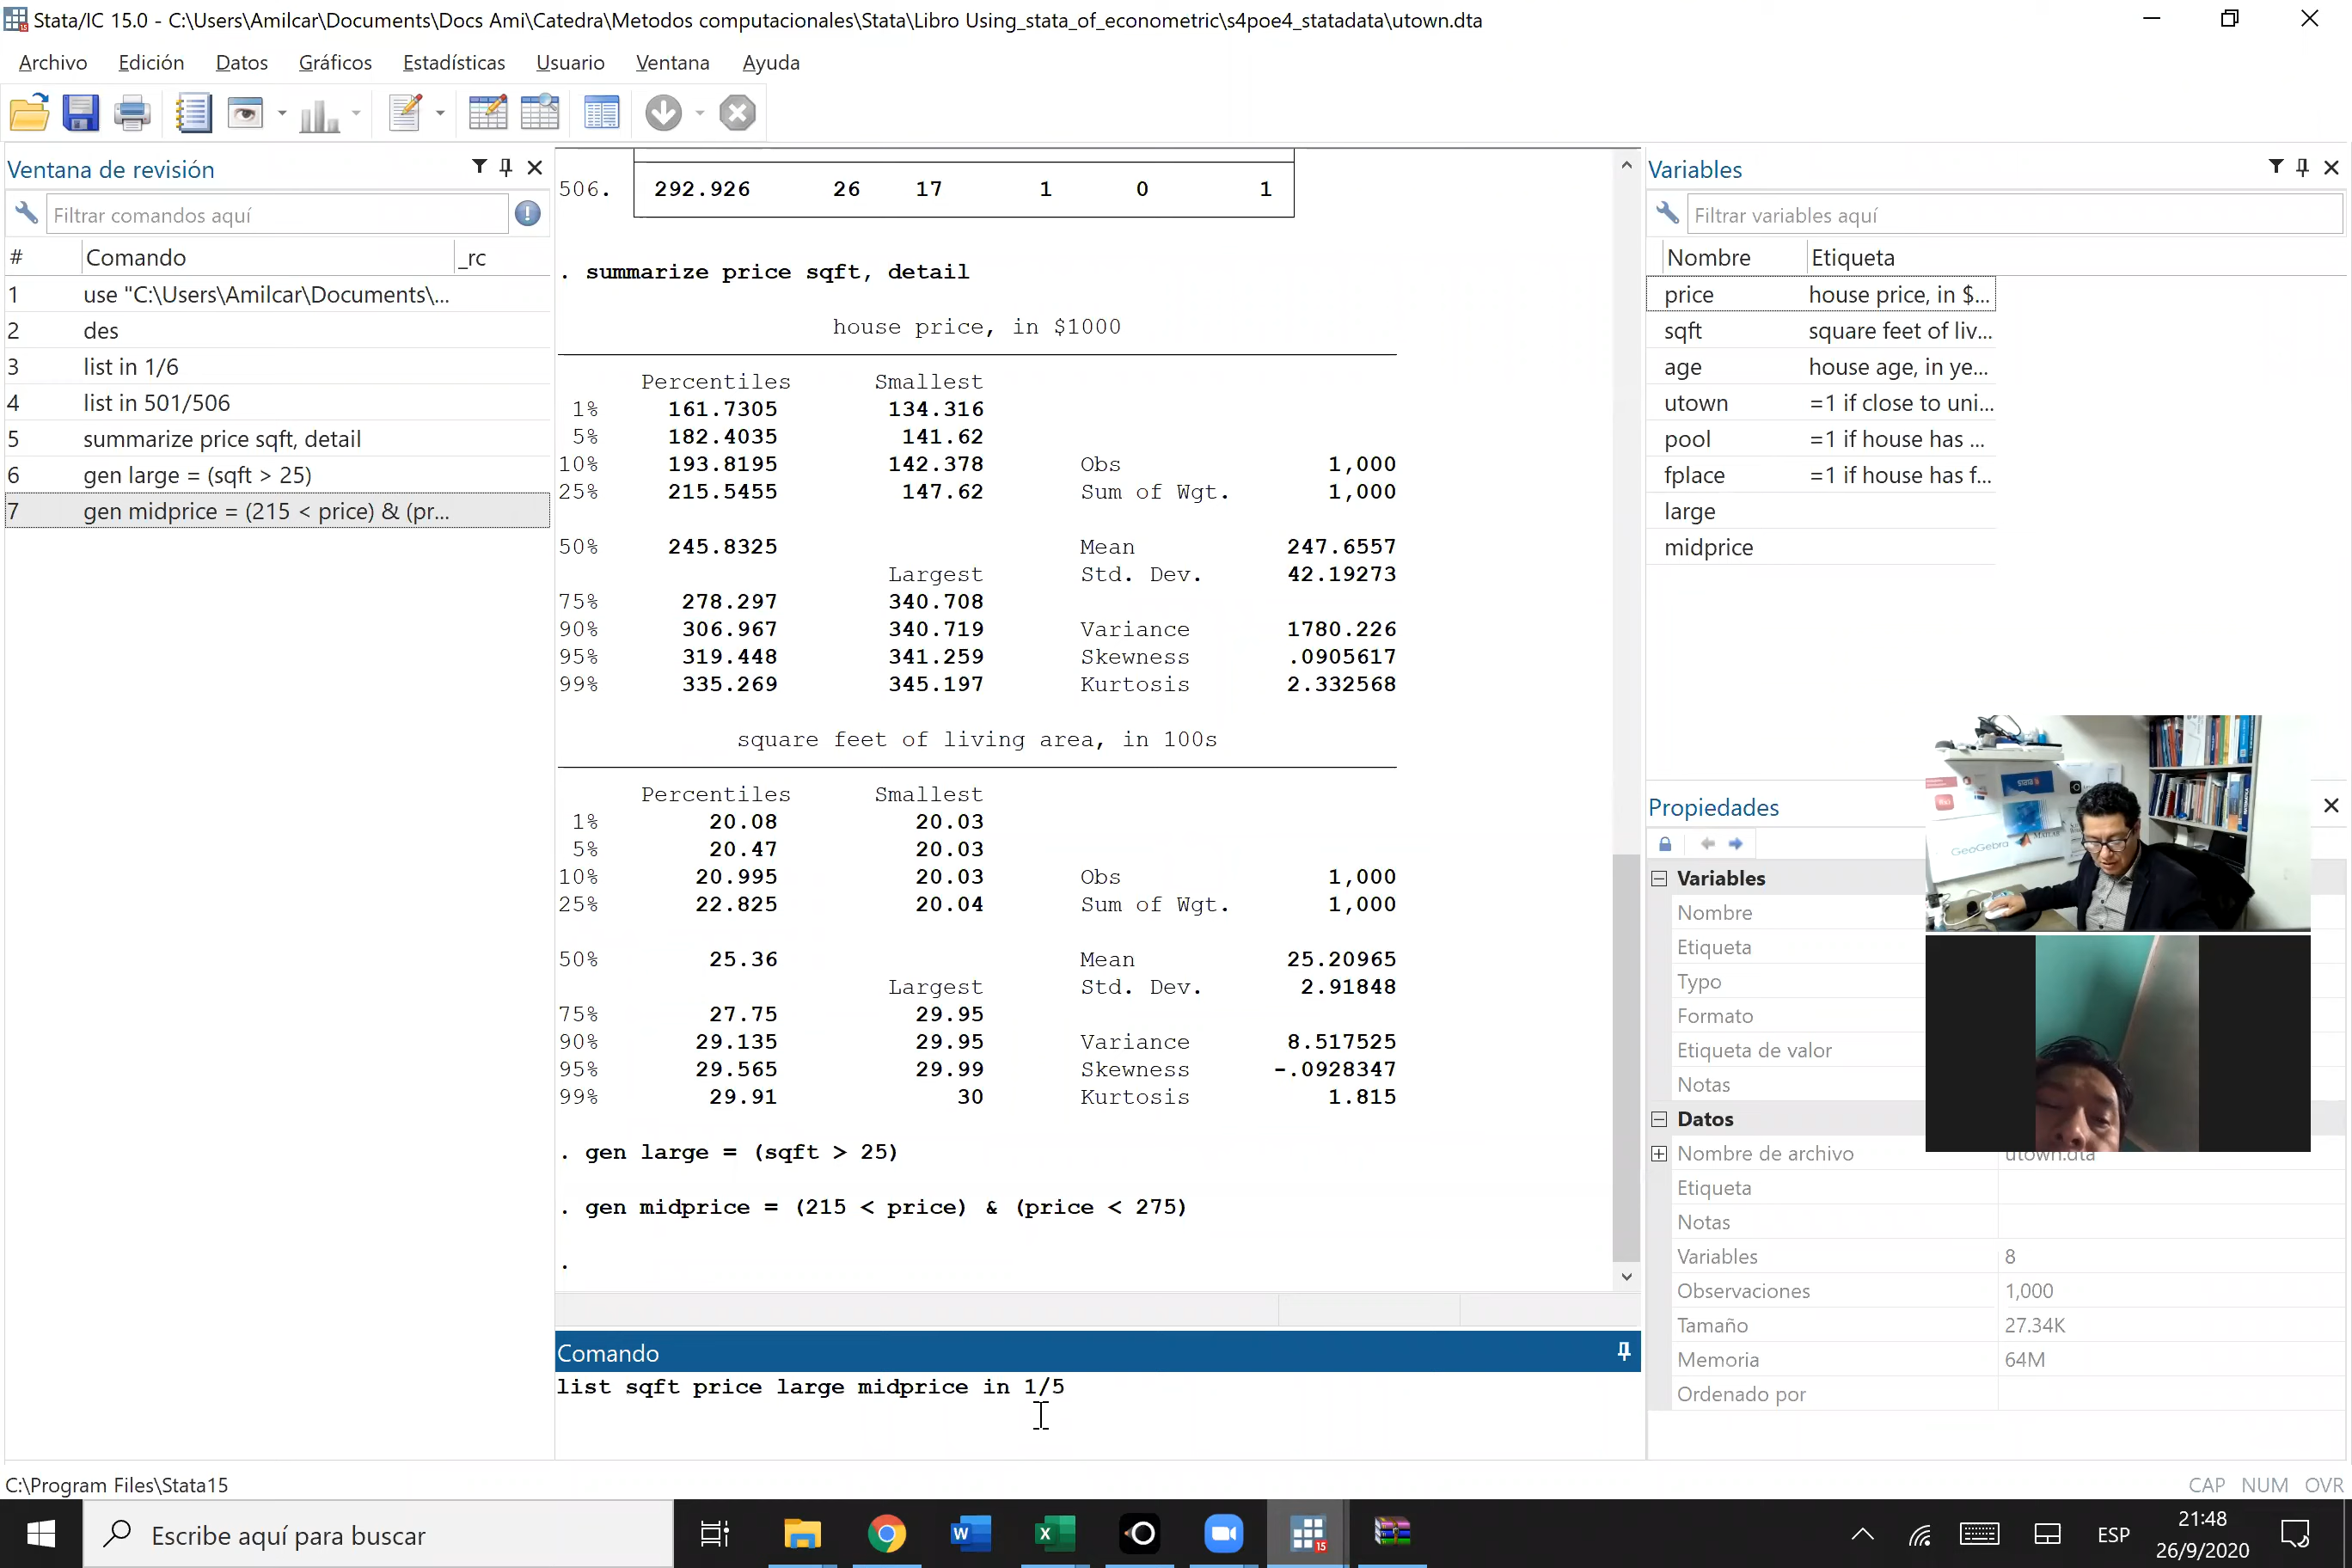 Stata/IC 15.0 - C:\Users\Amilcar\Documents\Docs Ami\Catedra\Metodos computacionales\Stata\Libro Using_stata_of_econometric\s4poe4_statadata\utown.dta
Archivo Edición Datos Gráficos Estadísticas Usuario Ventana Ayuda
Ventana de revisión
Filtrar comandos aquí
# Comando _rc
1 use "C:\Users\Amilcar\Documents\...
2 des
3 list in 1/6
4 list in 501/506
5 summarize price sqft, detail
6 gen large = (sqft > 25)
7 gen midprice = (215 < price) & (pr...
506. 292.926 26 17 1 0 1
. summarize price sqft, detail
house price, in $1000
Percentiles Smallest
1% 161.7305 134.316
5% 182.4035 141.62
10% 193.8195 142.378 Obs 1,000
25% 215.5455 147.62 Sum of Wgt. 1,000
50% 245.8325 Mean 247.6557
Largest Std. Dev. 42.19273
75% 278.297 340.708
90% 306.967 340.719 Variance 1780.226
95% 319.448 341.259 Skewness .0905617
99% 335.269 345.197 Kurtosis 2.332568
square feet of living area, in 100s
Percentiles Smallest
1% 20.08 20.03
5% 20.47 20.03
10% 20.995 20.03 Obs 1,000
25% 22.825 20.04 Sum of Wgt. 1,000
50% 25.36 Mean 25.20965
Largest Std. Dev. 2.91848
75% 27.75 29.95
90% 29.135 29.95 Variance 8.517525
95% 29.565 29.99 Skewness -.0928347
99% 29.91 30 Kurtosis 1.815
. gen large = (sqft > 25)
. gen midprice = (215 < price) & (price < 275)
.
Comando
list sqft price large midprice in 1/5
Variables
Filtrar variables aquí
Nombre Etiqueta
price house price, in $...
sqft square feet of liv...
age house age, in ye...
utown =1 if close to uni...
pool =1 if house has ...
fplace =1 if house has f...
large
midprice
Propiedades
Variables
Nombre
Etiqueta
Typo
Formato
Etiqueta de valor
Notas
Datos
Nombre de archivo utown.dta
Etiqueta
Notas
Variables 8
Observaciones 1,000
Tamaño 27.34K
Memoria 64M
Ordenado por
GeoGebra
MATLAB
STATA
C:\Program Files\Stata15
CAP NUM OVR
Escribe aquí para buscar
ESP
21:48
26/9/2020